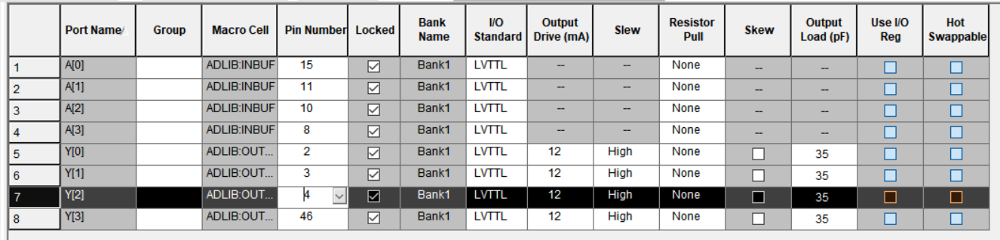 Port Name Group Macro Cell Pin Number Locked Bank Name I/O Standard Output Drive (mA) Slew Resistor Pull Skew Output Load (pF) Use I/O Reg Hot Swappable
1 A[0] ADLIB:INBUF 15 Bank1 LVTTL -- -- None -- --
2 A[1] ADLIB:INBUF 11 Bank1 LVTTL -- -- None -- --
3 A[2] ADLIB:INBUF 10 Bank1 LVTTL -- -- None -- --
4 A[3] ADLIB:INBUF 8 Bank1 LVTTL -- -- None -- --
5 Y[0] ADLIB:OUT... 2 Bank1 LVTTL 12 High None 35
6 Y[1] ADLIB:OUT... 3 Bank1 LVTTL 12 High None 35
7 Y[2] ADLIB:OUT... 4 Bank1 LVTTL 12 High None 35
8 Y[3] ADLIB:OUT... 46 Bank1 LVTTL 12 High None 35